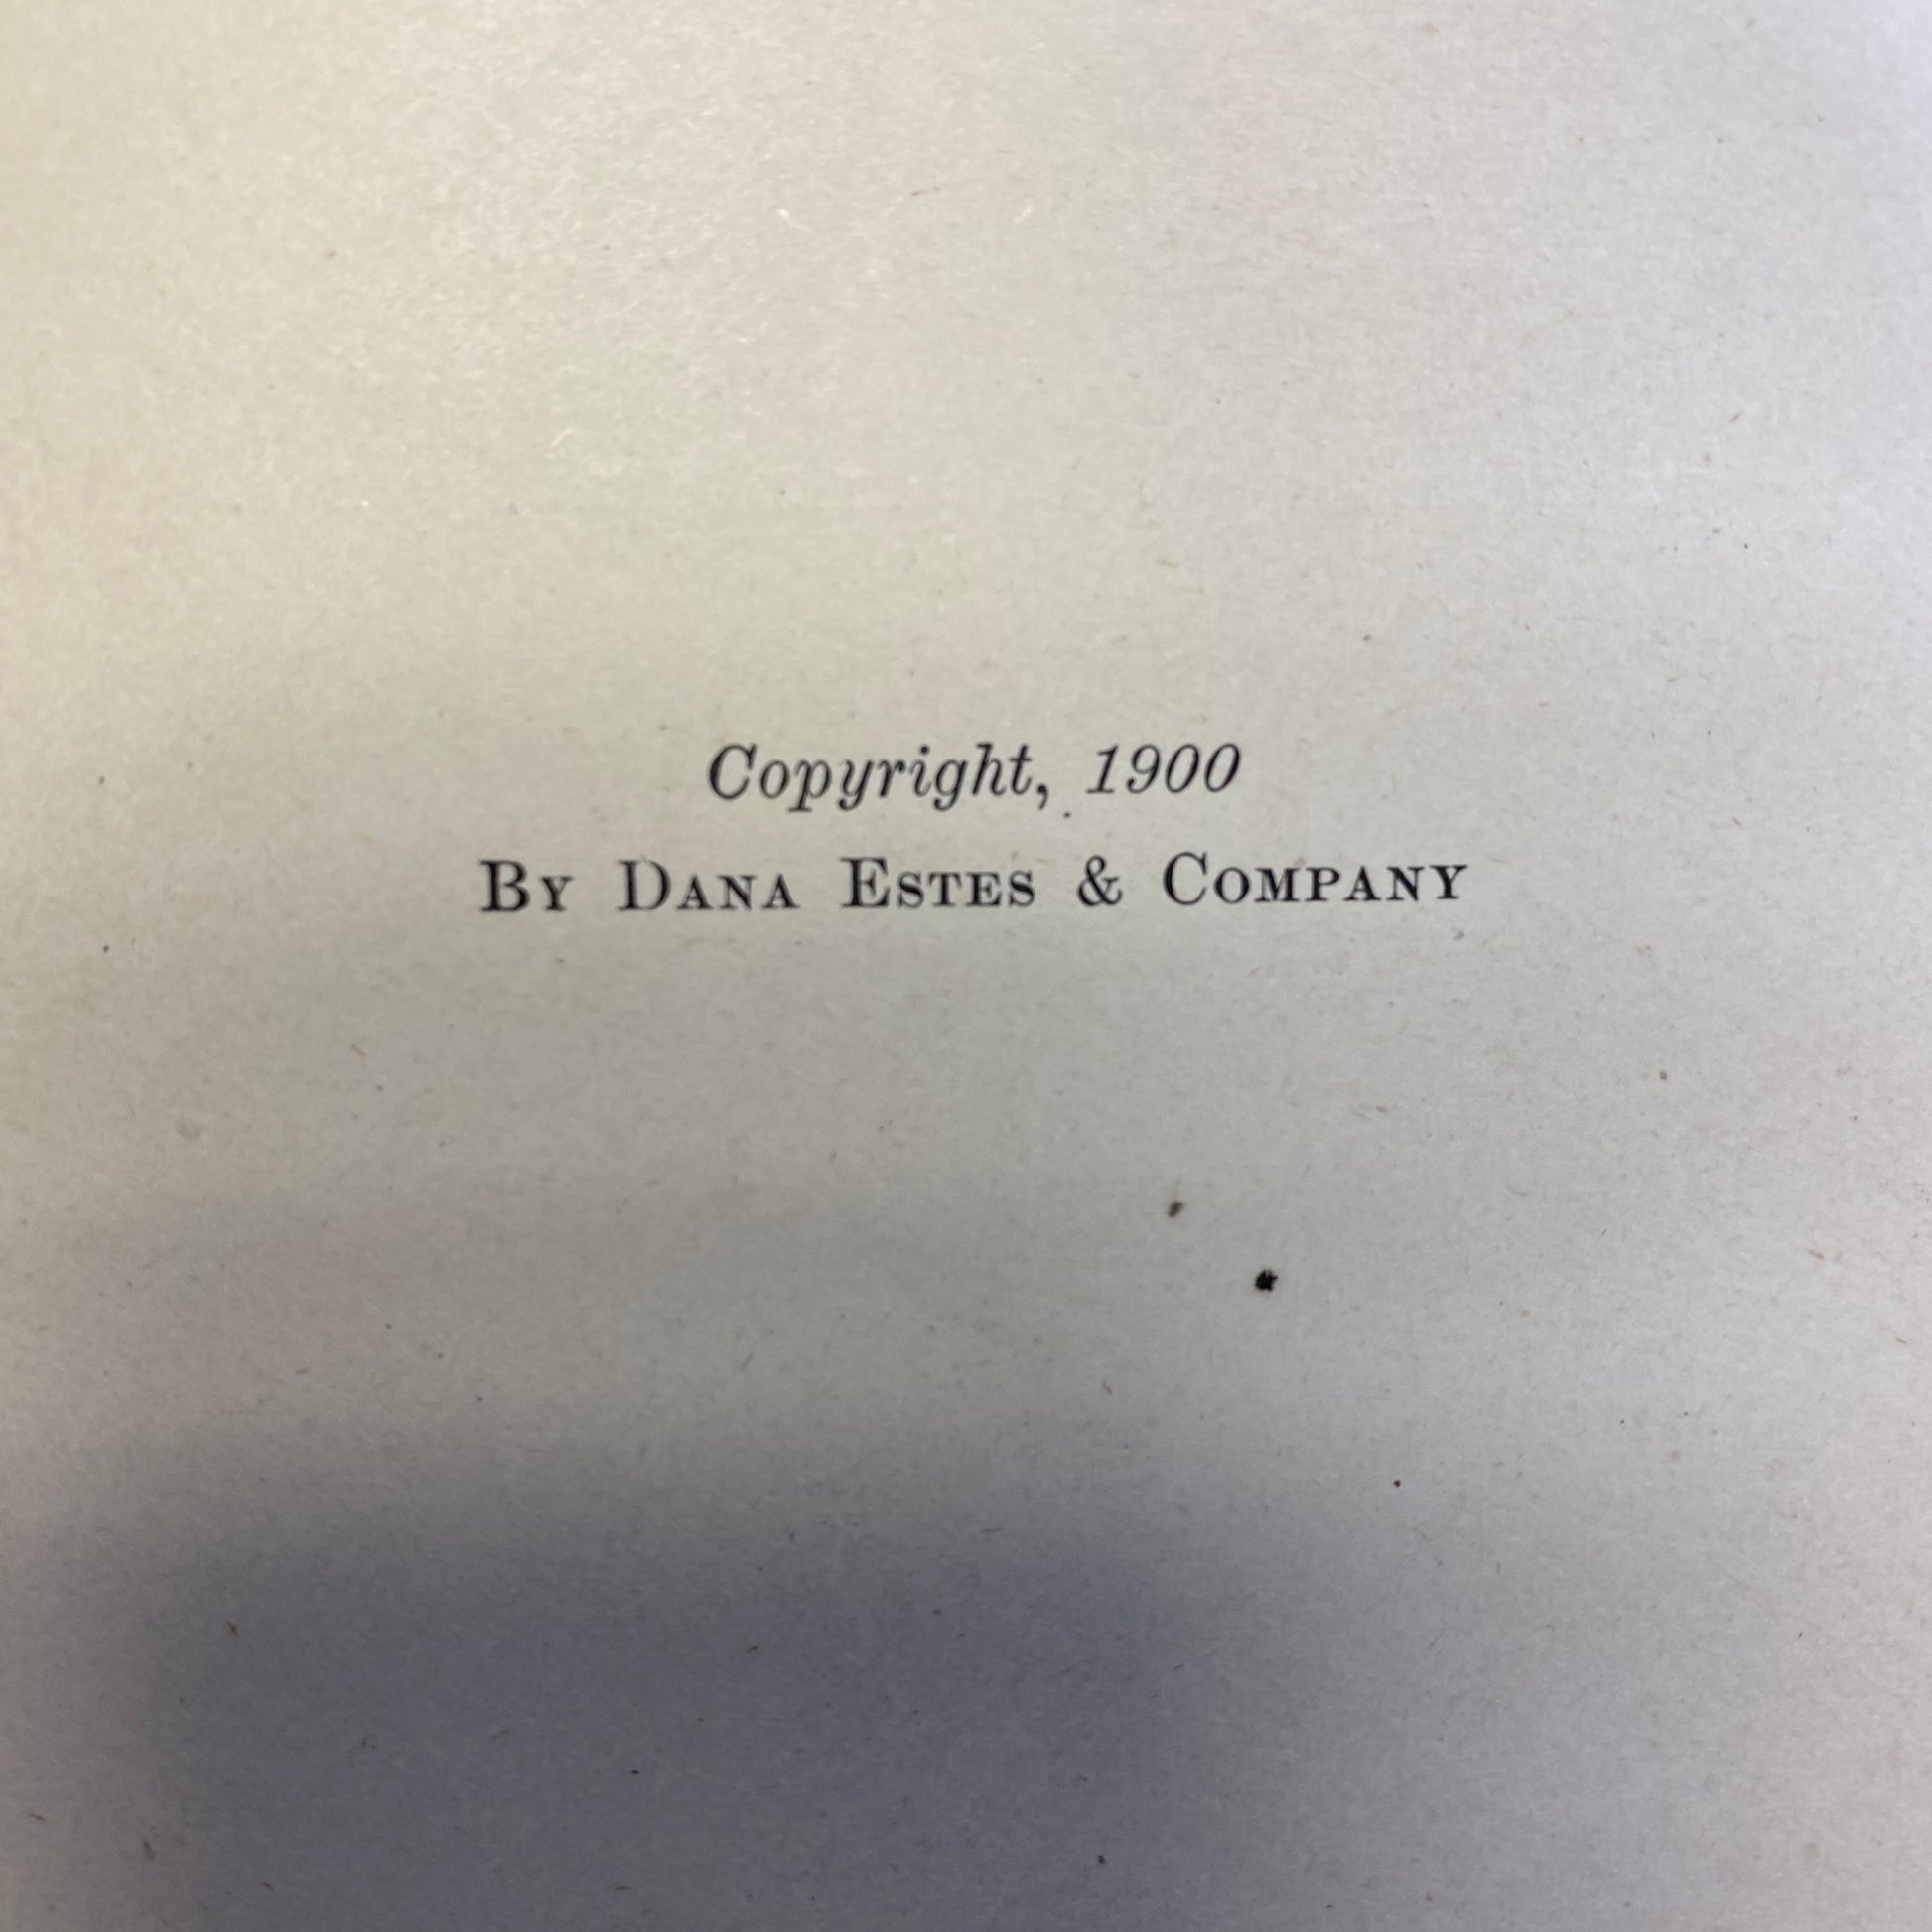 Copyright, 1900
By Dana Estes & Company